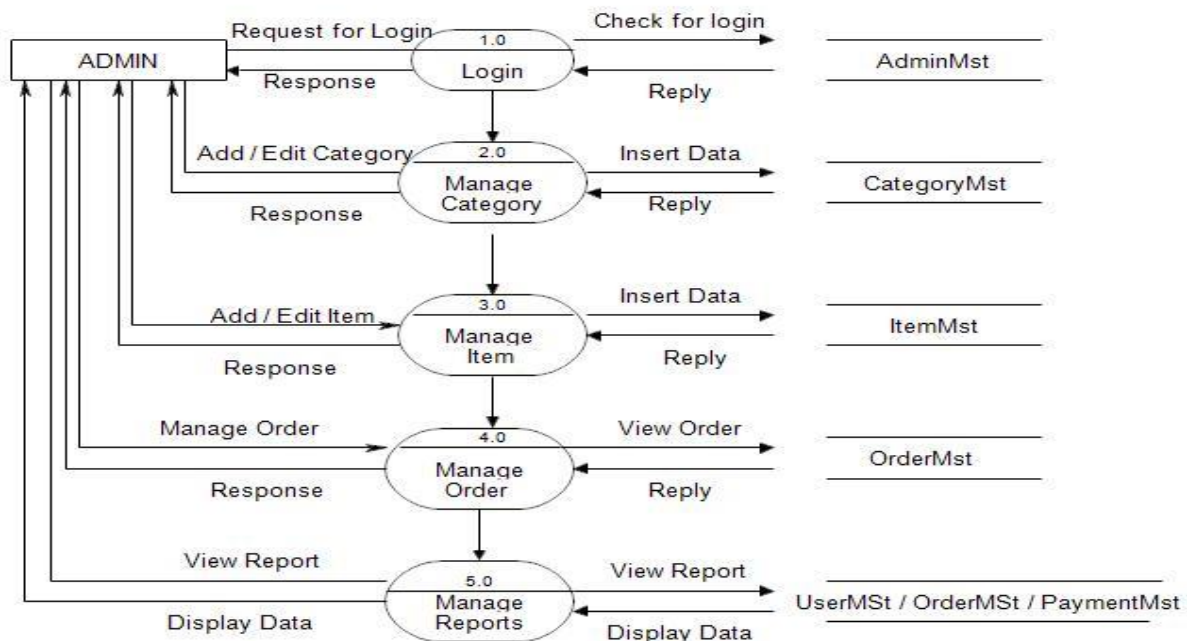 Check for login
Request for Login
1.0
ADMIN
Login
AdminMst
Response
Reply
Add / Edit Category
2.0
Insert Data
Manage
Category
CategoryMst
Response
Reply
Add / Edit Item
3.0
Insert Data
Manage
Item
ItemMst
Response
Reply
Manage Order
4.0
View Order
Manage
Order
OrderMst
Response
Reply
View Report
5.0
View Report
Manage
Reports
UserMSt / OrderMSt / PaymentMst
Display Data
Display Data